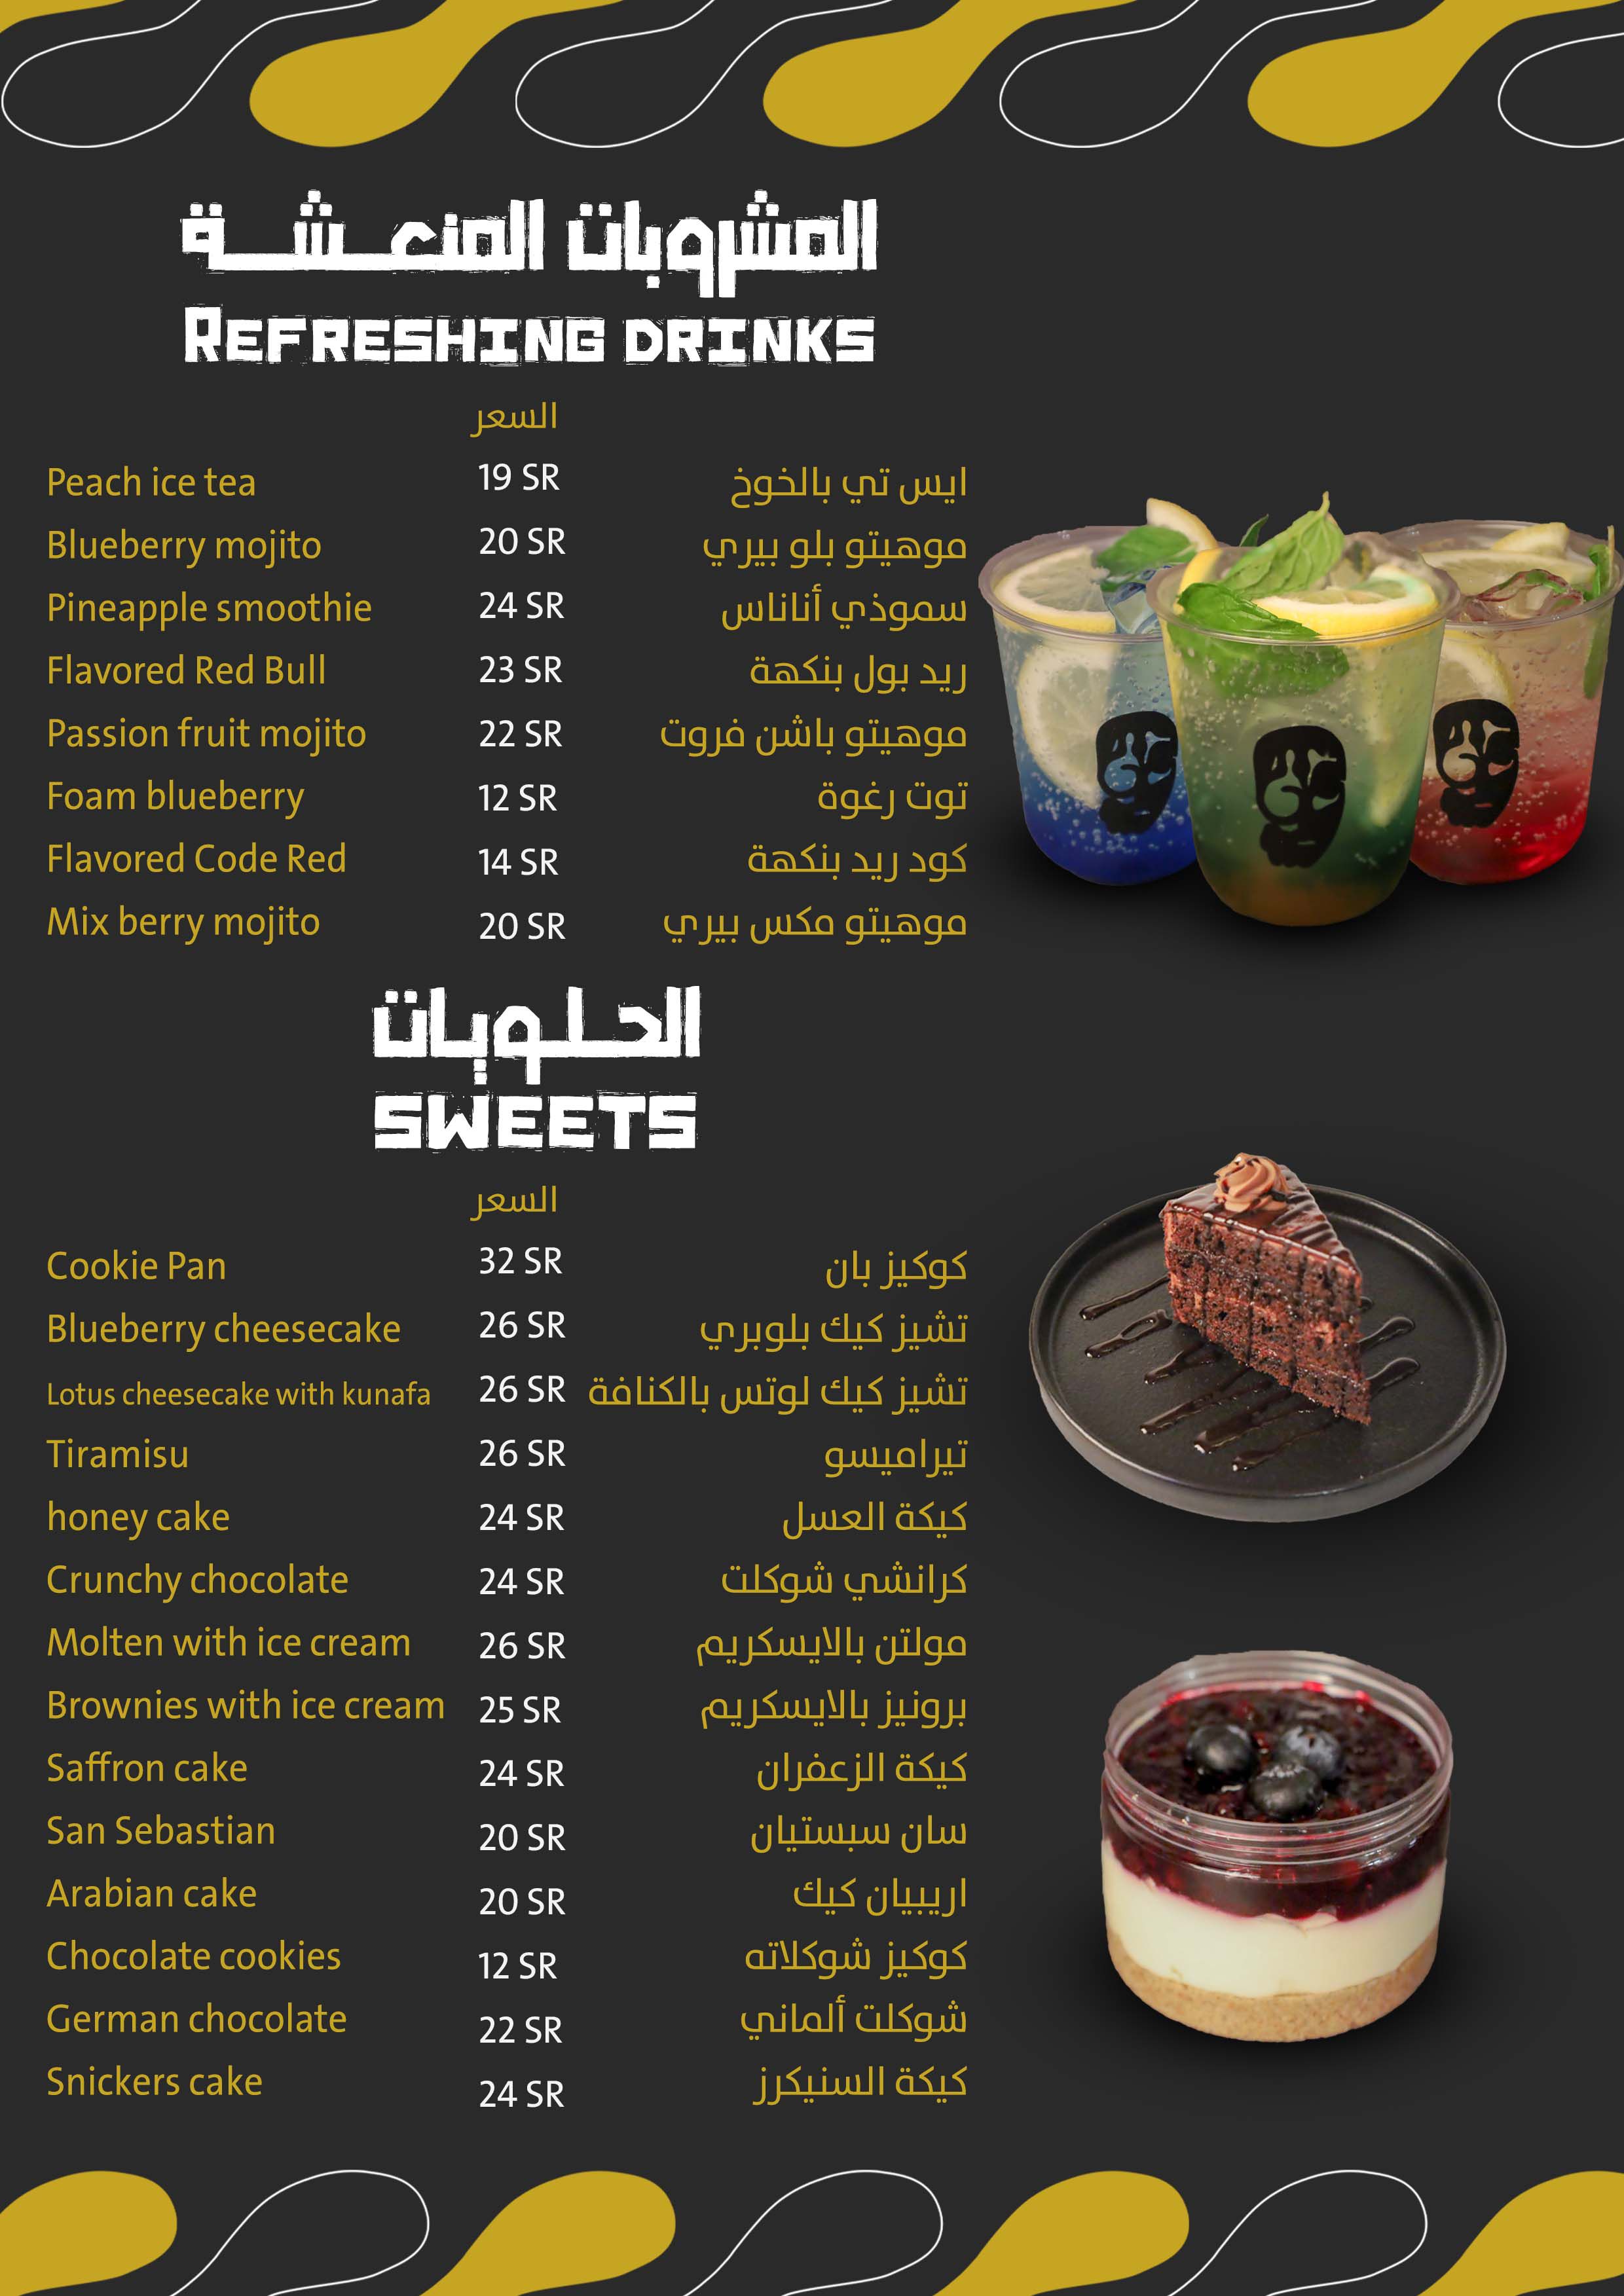 المشروبات المنعشة
REFRESHING DRINKS
السعر
Peach ice tea 19 SR ايس تي بالخوخ
Blueberry mojito 20 SR موهيتو بلو بيري
Pineapple smoothie 24 SR سموذي أناناس
Flavored Red Bull 23 SR ريد بول بنكهة
Passion fruit mojito 22 SR موهيتو باشن فروت
Foam blueberry 12 SR توت رغوة
Flavored Code Red 14 SR كود ريد بنكهة
Mix berry mojito 20 SR موهيتو مكس بيري
الحلويات
SWEETS
السعر
Cookie Pan 32 SR كوكيز بان
Blueberry cheesecake 26 SR تشيز كيك بلوبري
Lotus cheesecake with kunafa 26 SR تشيز كيك لوتس بالكنافة
Tiramisu 26 SR تيراميسو
honey cake 24 SR كيكة العسل
Crunchy chocolate 24 SR كرانشي شوكلت
Molten with ice cream 26 SR مولتن بالايسكريم
Brownies with ice cream 25 SR برونيز بالايسكريم
Saffron cake 24 SR كيكة الزعفران
San Sebastian 20 SR سان سبستيان
Arabian cake 20 SR اريبيان كيك
Chocolate cookies 12 SR كوكيز شوكلاته
German chocolate 22 SR شوكلت ألماني
Snickers cake 24 SR كيكة السنيكرز